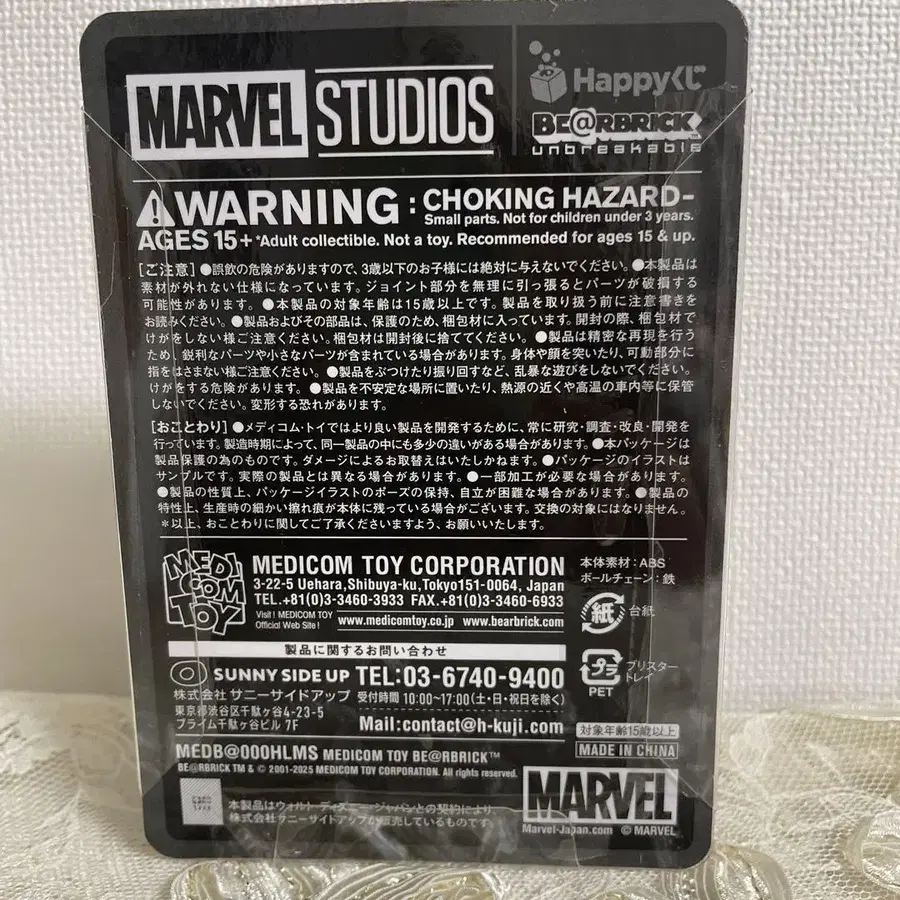 MARVEL STUDIOS
Happyくじ
BE@RBRICK™
unbreakable
WARNING : CHOKING HAZARD-
Small parts. Not for children under 3 years.
AGES 15+ *Adult collectible. Not a toy. Recommended for ages 15 & up.
[ご注意] ●誤飲の危険がありますので、3歳以下のお子様には絶対に与えないでください。●本製品は
素材が外れない仕様になっています。ジョイント部分を無理に引っ張るとパーツが破損する
可能性があります。 ●本製品の対象年齢は15歳以上です。製品を取り扱う前に注意書きを
お読みください。●製品およびその部品は、保護のため、梱包材に入っています。開封の際、梱包材で
けがをしない様ご注意ください。梱包材は開封後に捨ててください。 ●製品は精密な再現を行う
ため、鋭利なパーツや小さなパーツが含まれている場合があります。身体や顔を突いたり、可動部分に
指をはさまない様ご注意ください。 ●製品をぶつけたり振り回すなど、乱暴な遊びをしないでください。
けがをする危険があります。 ●製品を不安定な場所に置いたり、熱源の近くや高温の車内等に保管
しないでください。変形する恐れがあります。
[おことわり] ●メディコム・トイではより良い製品を開発するために、常に研究・調査・改良・開発を
行っています。製造時期によって、同一製品の中にも多少の違いがある場合があります。●本パッケージは
製品保護の為のものです。ダメージによるお取替えはいたしかねます。●パッケージのイラストは
サンプルです。実際の製品とは異なる場合があります。 ●一部加工が必要な場合があります。
●製品の性質上、パッケージイラストのポーズの保持、自立が困難な場合があります。 ●製品の
特性上、生産時の細かい擦れ痕が本体に残っている場合がございます。交換の対象にはなりません。
※以上、おことわりに関してご了承くださいますよう、お願いいたします。
MEDICOM TOY
MEDICOM TOY CORPORATION
3-22-5 Uehara,Shibuya-ku,Tokyo151-0064, Japan
TEL.+81(0)3-3460-3933 FAX.+81(0)3-3460-6933
Visit ! MEDICOM TOY
Official Web Site !
www.medicomtoy.co.jp www.bearbrick.com
本体素材：ABS
ボールチェーン：鉄
紙 台紙
プラ ブリスター
トレイ
PET
製品に関するお問い合わせ
SUNNY SIDE UP TEL:03-6740-9400
株式会社 サニーサイドアップ 受付時間 10:00~17:00(土・日・祝日を除く)
東京都渋谷区千駄ヶ谷4-23-5
プライム千駄ヶ谷ビル 7F
Mail:contact@h-kuji.com
対象年齢15歳以上
MADE IN CHINA
MEDB@000HLMS MEDICOM TOY BE@RBRICK™
BE@RBRICK TM & © 2001-2025 MEDICOM TOY CORPORATION. All rights reserved.
本製品はウォルト・ディズニー・ジャパンとの契約により、
株式会社サニーサイドアップが販売しているものです。
MARVEL
Marvel-Japan.com © MARVEL